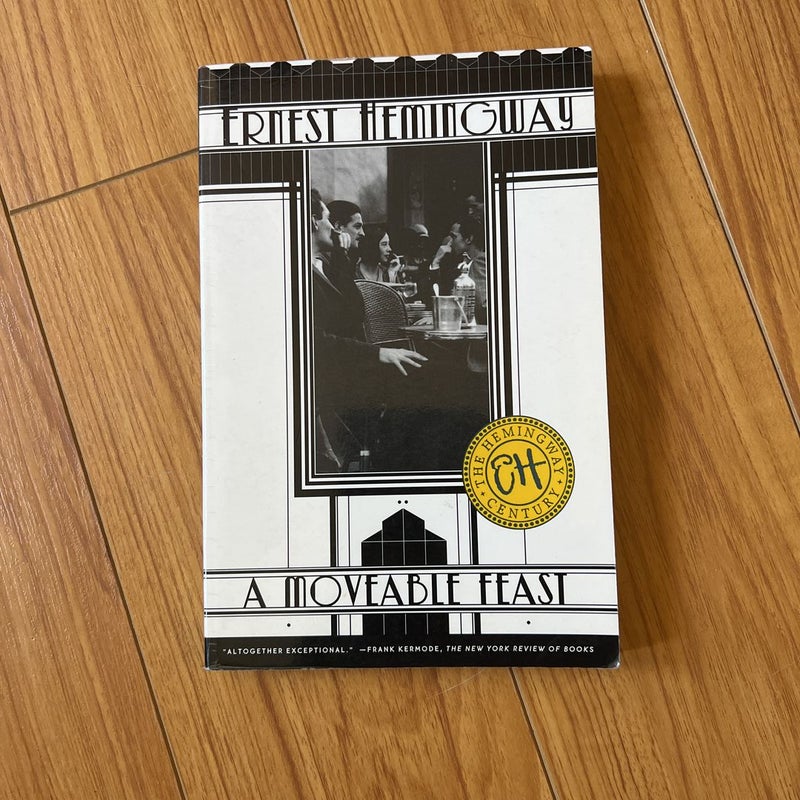 ERNEST HEMINGWAY
THE HEMINGWAY
EH
CENTURY
A MOVEABLE FEAST
"ALTOGETHER EXCEPTIONAL." —FRANK KERMODE, THE NEW YORK REVIEW OF BOOKS